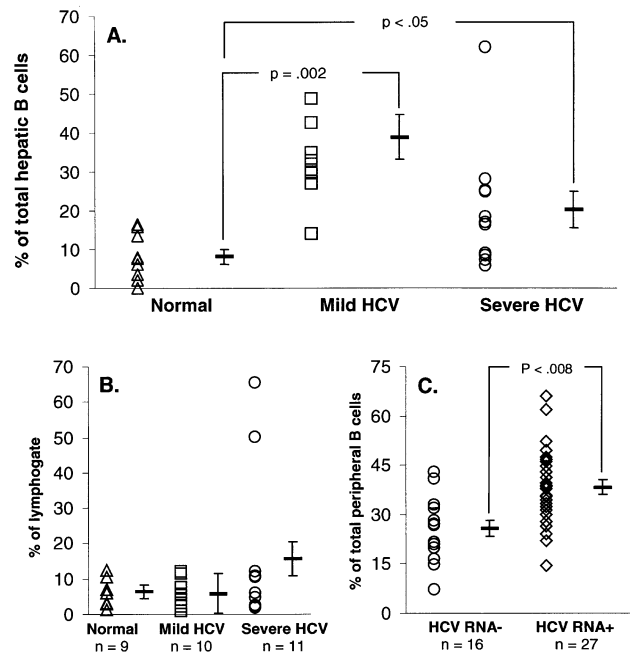 A.
% of total hepatic B cells
70
60
50
40
30
20
10
0
p < .05
p = .002
Normal Mild HCV Severe HCV
B.
% of lymphogate
70
60
50
40
30
20
10
0
Normal Mild HCV Severe HCV
n = 9 n = 10 n = 11
C.
% of total peripheral B cells
75
60
45
30
15
0
P < .008
HCV RNA- HCV RNA+
n = 16 n = 27